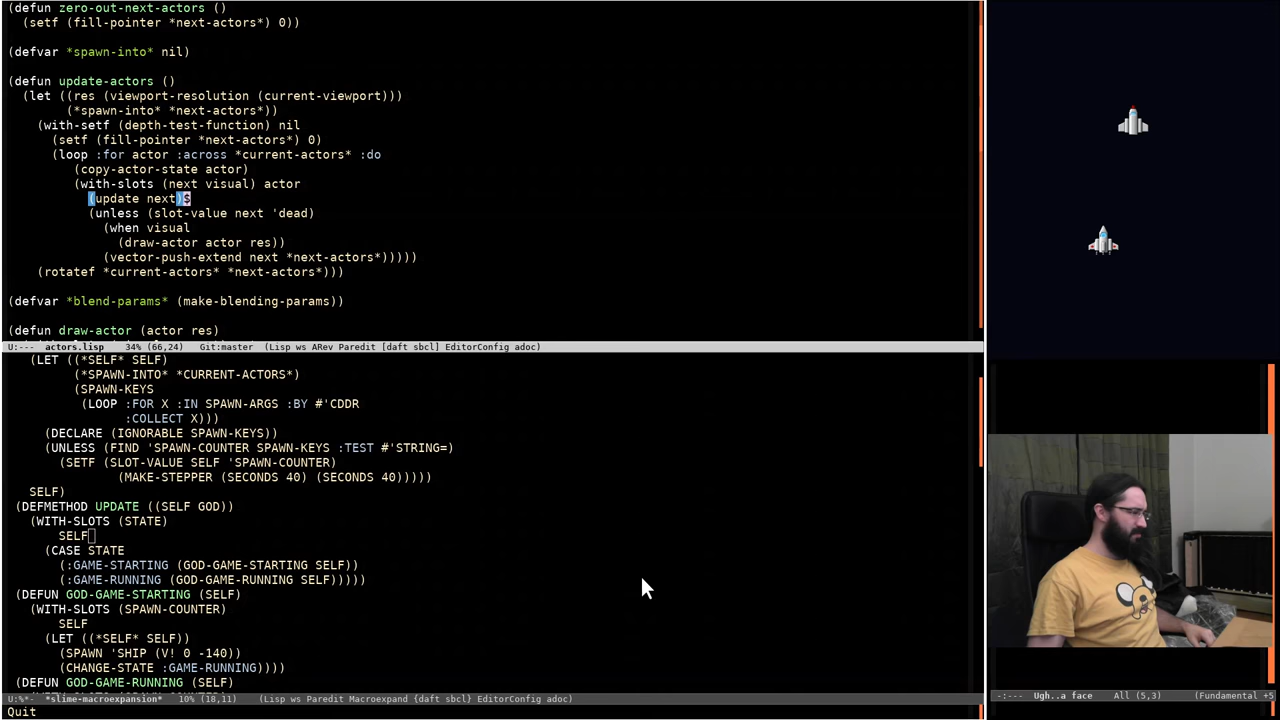 (defun zero-out-next-actors ()
  (setf (fill-pointer *next-actors*) 0))
(defvar *spawn-into* nil)
(defun update-actors ()
  (let ((res (viewport-resolution (current-viewport)))
        (*spawn-into* *next-actors*))
    (with-setf (depth-test-function) nil
      (setf (fill-pointer *next-actors*) 0)
      (loop :for actor :across *current-actors* :do
         (copy-actor-state actor)
         (with-slots (next visual) actor
           (update next)$
           (unless (slot-value next 'dead)
             (when visual
               (draw-actor actor res))
             (vector-push-extend next *next-actors*)))))
    (rotatef *current-actors* *next-actors*)))
(defvar *blend-params* (make-blending-params))
(defun draw-actor (actor res)
U:---  actors.lisp   34% (66,24)   Git:master  (Lisp ws ARev Paredit [daft sbcl] EditorConfig adoc)
   (LET ((*SELF* SELF)
         (*SPAWN-INTO* *CURRENT-ACTORS*)
         (SPAWN-KEYS
          (LOOP :FOR X :IN SPAWN-ARGS :BY #'CDDR
                :COLLECT X)))
     (DECLARE (IGNORABLE SPAWN-KEYS))
     (UNLESS (FIND 'SPAWN-COUNTER SPAWN-KEYS :TEST #'STRING=)
       (SETF (SLOT-VALUE SELF 'SPAWN-COUNTER)
               (MAKE-STEPPER (SECONDS 40) (SECONDS 40)))))
   SELF)
 (DEFMETHOD UPDATE ((SELF GOD))
   (WITH-SLOTS (STATE)
       SELF
     (CASE STATE
       (:GAME-STARTING (GOD-GAME-STARTING SELF))
       (:GAME-RUNNING (GOD-GAME-RUNNING SELF)))))
 (DEFUN GOD-GAME-STARTING (SELF)
   (WITH-SLOTS (SPAWN-COUNTER)
       SELF
     (LET ((*SELF* SELF))
       (SPAWN 'SHIP (V! 0 -140))
       (CHANGE-STATE :GAME-RUNNING))))
 (DEFUN GOD-GAME-RUNNING (SELF)
U:%*-  *slime-macroexpansion*   10% (18,11)    (Lisp ws Paredit Macroexpand {daft sbcl} EditorConfig adoc)
Quit
-:---  Ugh..a face   All (5,3)    (Fundamental +5